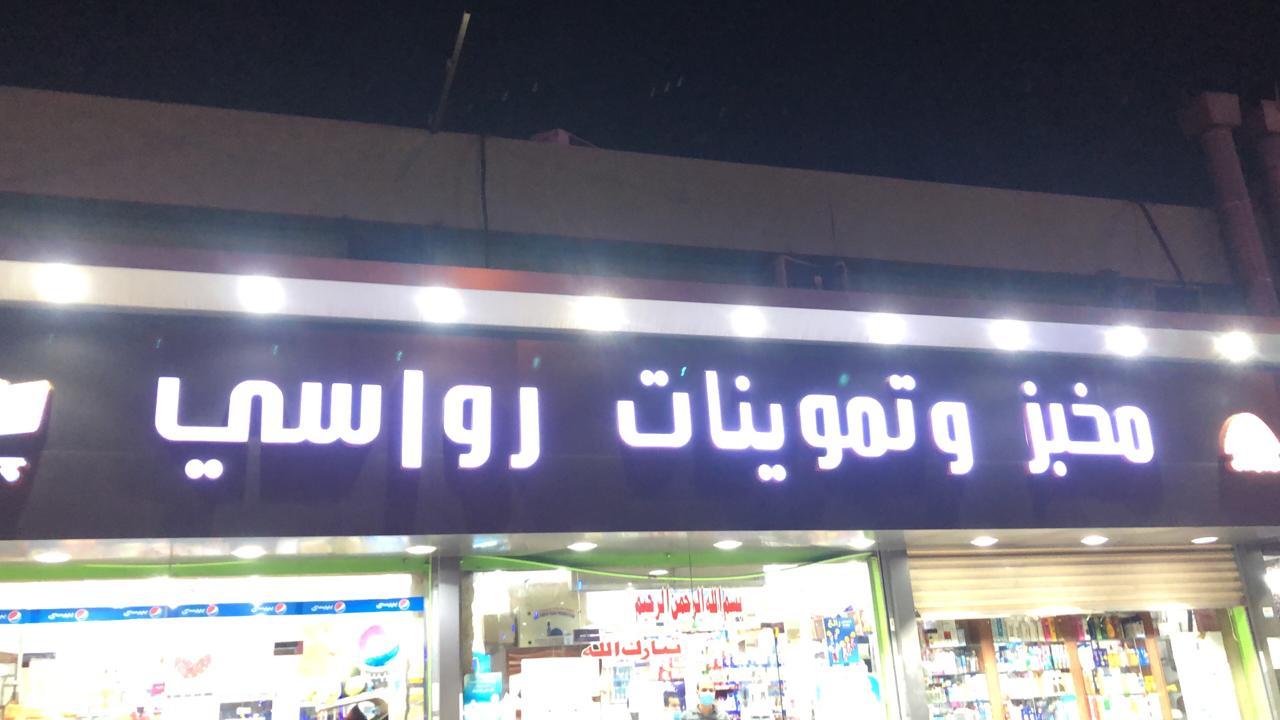 مخبز وتموينات رواسي
بسم الله الرحمن الرحيم
تبارك الله